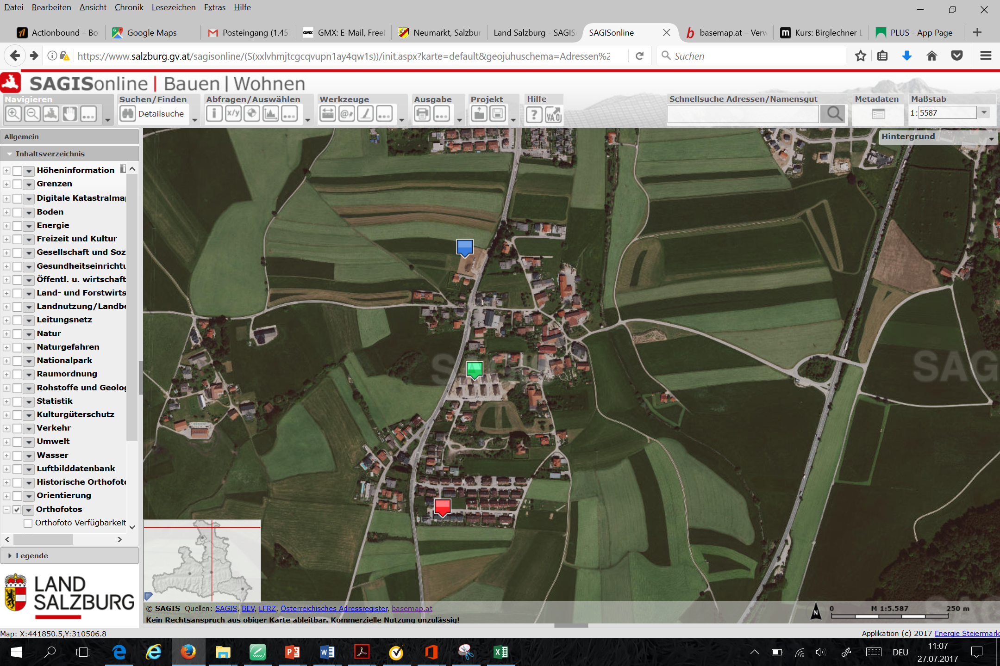 Datei Bearbeiten Ansicht Chronik Lesezeichen Extras Hilfe
Actionbound – Bo
Google Maps
Posteingang (1.45
GMX GMX: E-Mail, Free
Neumarkt, Salzbur
Land Salzburg - SAGIS
SAGISonline
b basemap.at – Verw
m Kurs: Birglechner L
PLUS - App Page
https://www.salzburg.gv.at/sagisonline/(S(xxlvhmjtcgcqvupn1ay4qw1s))/init.aspx?karte=default&geojuhuschema=Adressen%2
Suchen
SAGISonline | Bauen | Wohnen
Navigieren
Suchen/Finden
Abfragen/Auswählen
Werkzeuge
Ausgabe
Projekt
Hilfe
Schnellsuche Adressen/Namensgut
Metadaten
Maßstab
Detailsuche
i x/y
?
VAO
1: 5587
Allgemein
Hintergrund
Inhaltsverzeichnis
Höheninformation
Grenzen
Digitale Katastralma
Boden
Energie
Freizeit und Kultur
Gesellschaft und Soz
Gesundheitseinrichtu
Öffentl. u. wirtschaft
Land- und Forstwirts
Landnutzung/Landbe
Leitungsnetz
Natur
Naturgefahren
Nationalpark
Raumordnung
Rohstoffe und Geolog
Statistik
Kulturgüterschutz
Verkehr
Umwelt
Wasser
Luftbilddatenbank
Historische Orthofoto
Orientierung
Orthofotos
Orthofoto Verfügbarkeit
Legende
LAND
SALZBURG
SAG
© SAGIS Quellen: SAGIS, BEV, LFRZ, Österreichisches Adressregister, basemap.at
Kein Rechtsanspruch aus obiger Karte ableitbar. Kommerzielle Nutzung unzulässig!
N
0 M 1:5.587 250 m
Map: X:441850.5,Y:310506.8
Applikation (c) 2017 Energie Steiermark
DEU
11:07
27.07.2017